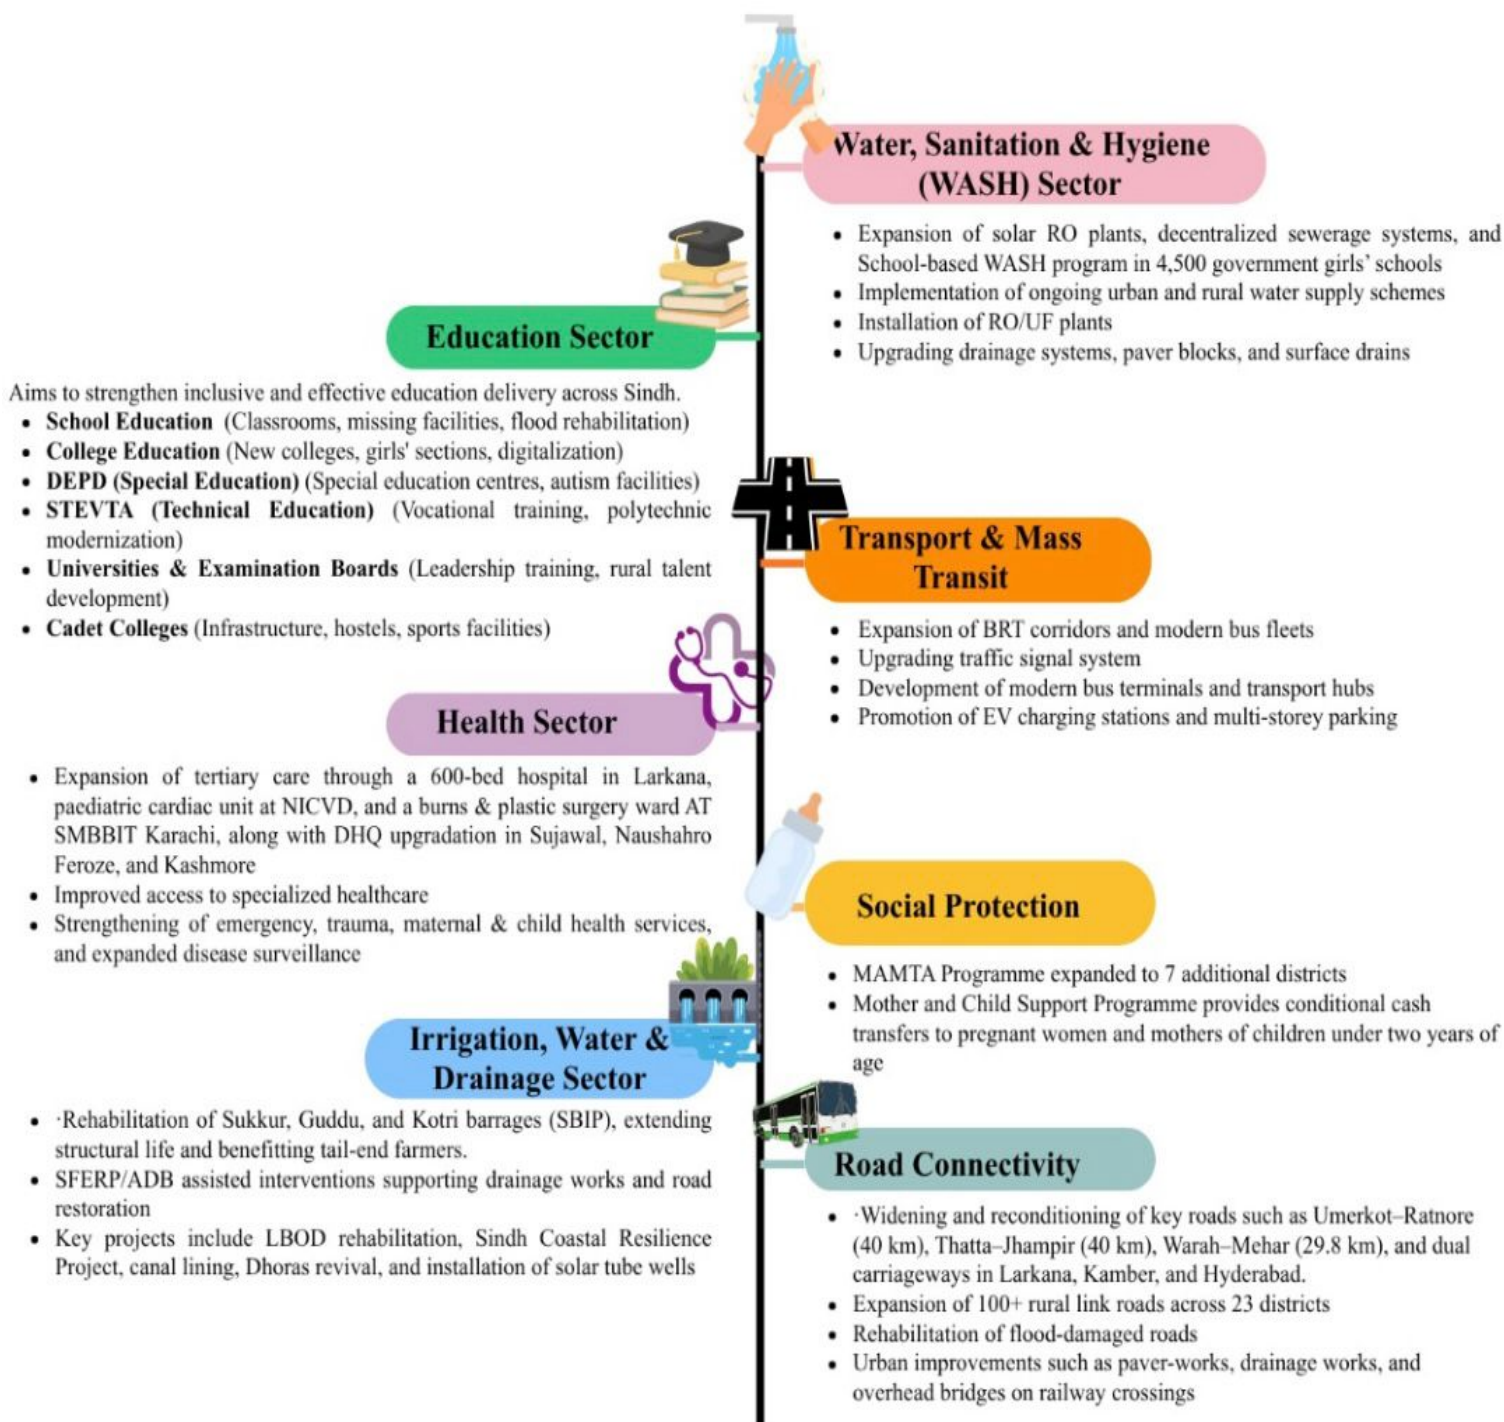 Water, Sanitation & Hygiene
(WASH) Sector
• Expansion of solar RO plants, decentralized sewerage systems, and
School-based WASH program in 4,500 government girls' schools
• Implementation of ongoing urban and rural water supply schemes
• Installation of RO/UF plants
• Upgrading drainage systems, paver blocks, and surface drains
Education Sector
Aims to strengthen inclusive and effective education delivery across Sindh.
• School Education (Classrooms, missing facilities, flood rehabilitation)
• College Education (New colleges, girls' sections, digitalization)
• DEPD (Special Education) (Special education centres, autism facilities)
• STEVTA (Technical Education) (Vocational training, polytechnic
modernization)
• Universities & Examination Boards (Leadership training, rural talent
development)
• Cadet Colleges (Infrastructure, hostels, sports facilities)
Transport & Mass
Transit
• Expansion of BRT corridors and modern bus fleets
• Upgrading traffic signal system
• Development of modern bus terminals and transport hubs
• Promotion of EV charging stations and multi-storey parking
Health Sector
• Expansion of tertiary care through a 600-bed hospital in Larkana,
paediatric cardiac unit at NICVD, and a burns & plastic surgery ward AT
SMBBIT Karachi, along with DHQ upgradation in Sujawal, Naushahro
Feroze, and Kashmore
• Improved access to specialized healthcare
• Strengthening of emergency, trauma, maternal & child health services,
and expanded disease surveillance
Social Protection
• MAMTA Programme expanded to 7 additional districts
• Mother and Child Support Programme provides conditional cash
transfers to pregnant women and mothers of children under two years of
age
Irrigation, Water &
Drainage Sector
• ·Rehabilitation of Sukkur, Guddu, and Kotri barrages (SBIP), extending
structural life and benefitting tail-end farmers.
• SFERP/ADB assisted interventions supporting drainage works and road
restoration
• Key projects include LBOD rehabilitation, Sindh Coastal Resilience
Project, canal lining, Dhoras revival, and installation of solar tube wells
Road Connectivity
• ·Widening and reconditioning of key roads such as Umerkot–Ratnore
(40 km), Thatta–Jhampir (40 km), Warah–Mehar (29.8 km), and dual
carriageways in Larkana, Kamber, and Hyderabad.
• Expansion of 100+ rural link roads across 23 districts
• Rehabilitation of flood-damaged roads
• Urban improvements such as paver-works, drainage works, and
overhead bridges on railway crossings